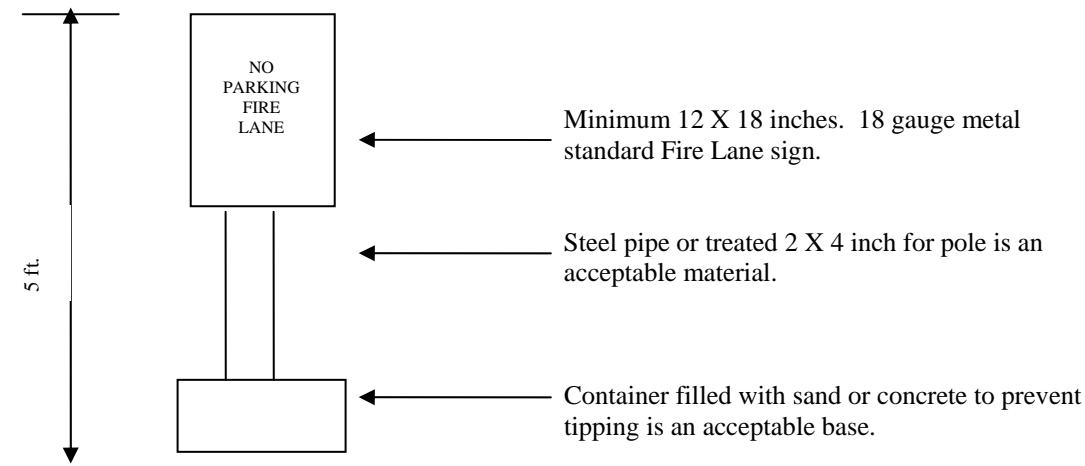 NO
PARKING
FIRE
LANE
Minimum 12 X 18 inches.  18 gauge metal
standard Fire Lane sign.
Steel pipe or treated 2 X 4 inch for pole is an
acceptable material.
5 ft.
Container filled with sand or concrete to prevent
tipping is an acceptable base.